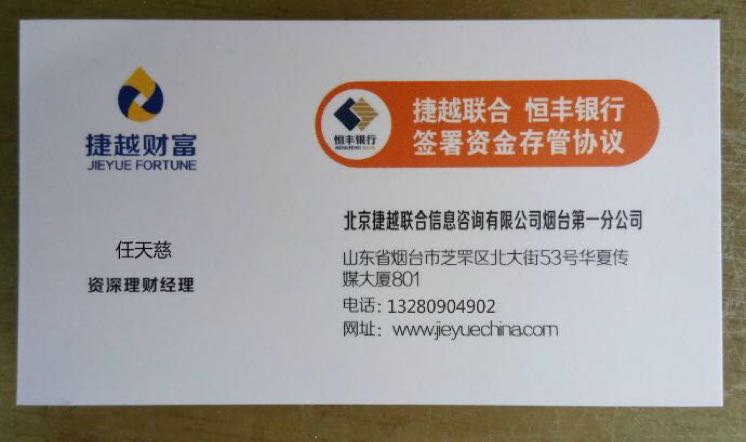 捷越财富
JIEYUE FORTUNE
恒丰银行
HENGFENG BANK
捷越联合 恒丰银行
签署资金存管协议
任天慈
资深理财经理
北京捷越联合信息咨询有限公司烟台第一分公司
山东省烟台市芝罘区北大街53号华夏传
媒大厦801
电话：13280904902
网址：www.jieyuechina.com